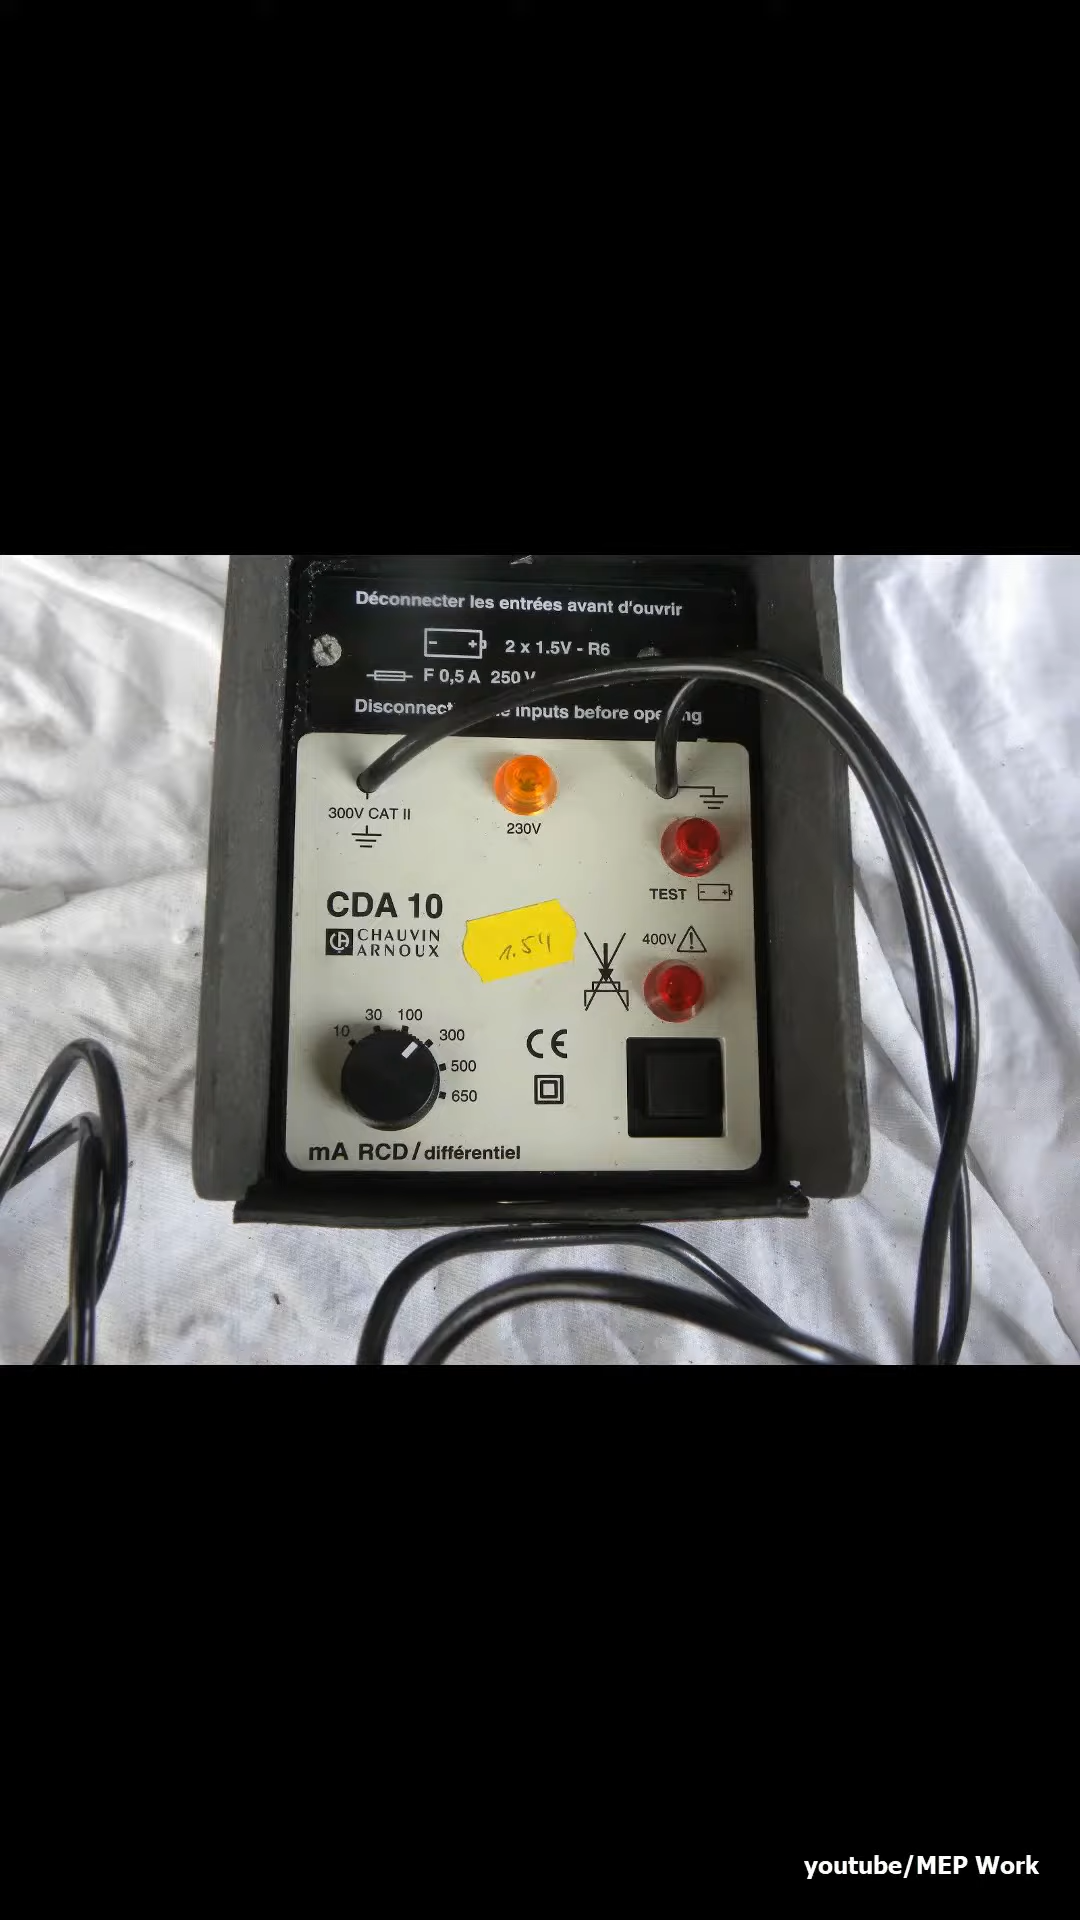 Déconnecter les entrées avant d'ouvrir
2 x 1.5V - R6
F 0,5 A 250 V
inputs before
300V CAT II
230V
TEST
CDA 10
CHAUVIN
ARNOUX
1.54
400V
10 30 100 300 500 650
CE
mA RCD / différentiel
youtube/MEP Work